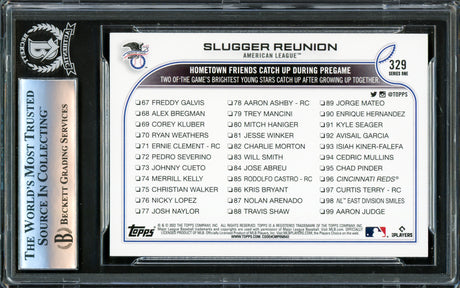 SLUGGER REUNION
AMERICAN LEAGUE™
329
SERIES ONE
HOMETOWN FRIENDS CATCH UP DURING PREGAME
TWO OF THE GAME'S BRIGHTEST YOUNG STARS CATCH UP AFTER GROWING UP TOGETHER
@TOPPS
67 FREDDY GALVIS
68 ALEX BREGMAN
69 COREY KLUBER
70 RYAN WEATHERS
71 ERNIE CLEMENT - RC
72 PEDRO SEVERINO
73 JOHNNY CUETO
74 MERRILL KELLY
75 CHRISTIAN WALKER
76 NICKY LOPEZ
77 JOSH NAYLOR
78 AARON ASHBY - RC
79 TREY MANCINI
80 MITCH HANIGER
81 JESSE WINKER
82 CHARLIE MORTON
83 WILL SMITH
84 JOSE ABREU
85 RODOLFO CASTRO - RC
86 KRIS BRYANT
87 NOLAN ARENADO
88 TRAVIS SHAW
89 JORGE MATEO
90 ENRIQUE HERNANDEZ
91 KYLE SEAGER
92 AVISAIL GARCIA
93 ISIAH KINER-FALEFA
94 CEDRIC MULLINS
95 CHAD PINDER
96 CINCINNATI REDS®
97 CURTIS TERRY - RC
98 NL™ EAST DIVISION SMILES
99 AARON JUDGE
Topps
MLB
PLAYERS
BECKETT
THE WORLD'S MOST TRUSTED
SOURCE IN COLLECTING™
BECKETT GRADING SERVICES
B